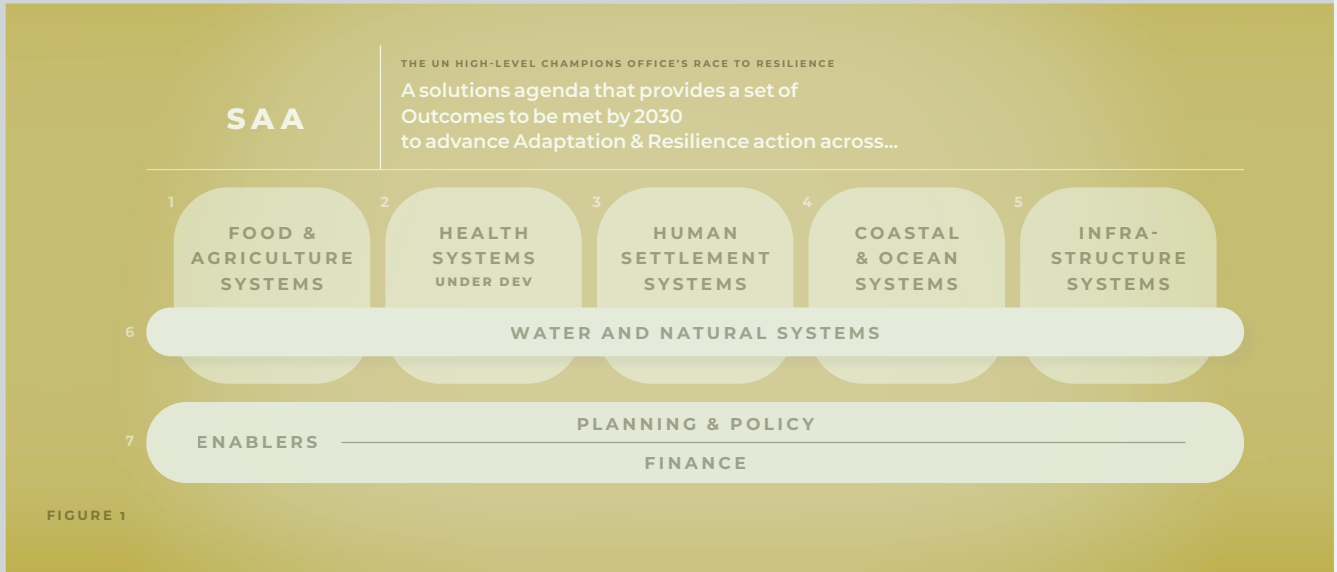 SAA
THE UN HIGH-LEVEL CHAMPIONS OFFICE'S RACE TO RESILIENCE
A solutions agenda that provides a set of
Outcomes to be met by 2030
to advance Adaptation & Resilience action across...
1
FOOD &
AGRICULTURE
SYSTEMS
2
HEALTH
SYSTEMS
UNDER DEV
3
HUMAN
SETTLEMENT
SYSTEMS
4
COASTAL
& OCEAN
SYSTEMS
5
INFRA-
STRUCTURE
SYSTEMS
6
WATER AND NATURAL SYSTEMS
7
ENABLERS
PLANNING & POLICY
FINANCE
FIGURE 1